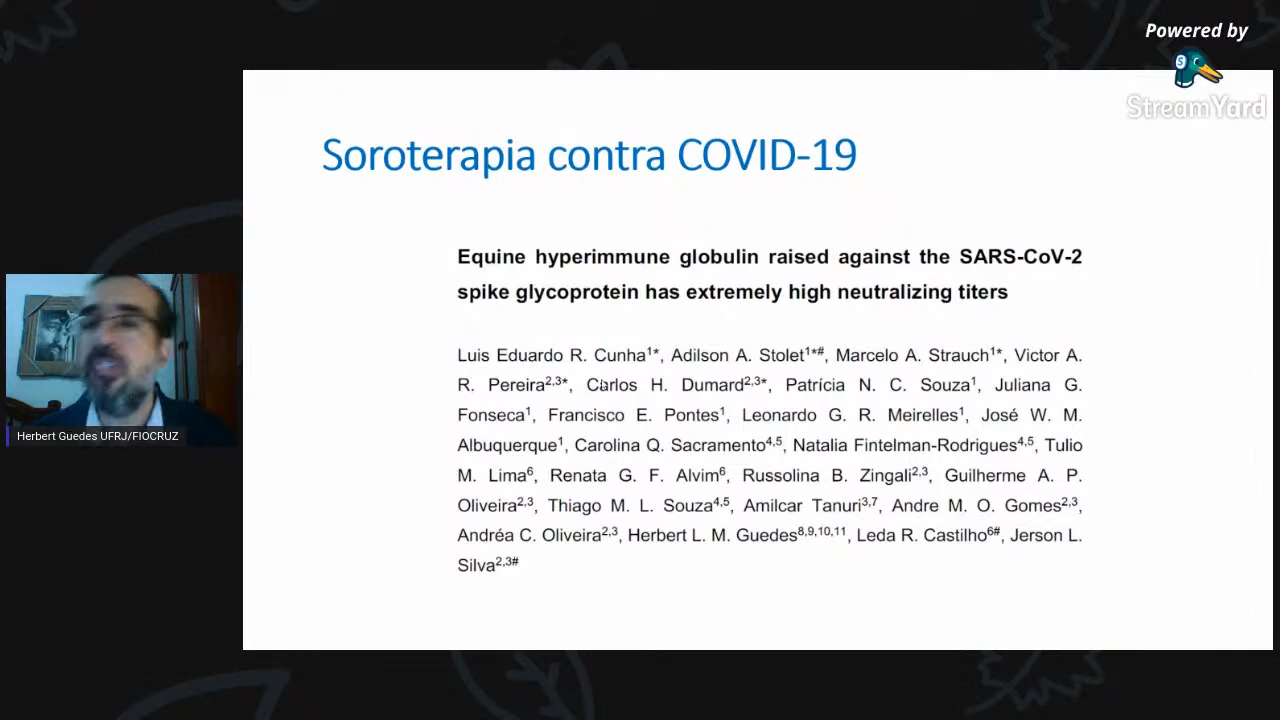 Powered by
StreamYard
Soroterapia contra COVID-19
Equine hyperimmune globulin raised against the SARS-CoV-2
spike glycoprotein has extremely high neutralizing titers
Luis Eduardo R. Cunha1*, Adilson A. Stolet1*#, Marcelo A. Strauch1*, Victor A.
R. Pereira2,3*, Carlos H. Dumard2,3*, Patrícia N. C. Souza1, Juliana G.
Fonseca1, Francisco E. Pontes1, Leonardo G. R. Meirelles1, José W. M.
Albuquerque1, Carolina Q. Sacramento4,5, Natalia Fintelman-Rodrigues4,5, Tulio
M. Lima6, Renata G. F. Alvim6, Russolina B. Zingali2,3, Guilherme A. P.
Oliveira2,3, Thiago M. L. Souza4,5, Amilcar Tanuri3,7, Andre M. O. Gomes2,3,
Andréa C. Oliveira2,3, Herbert L. M. Guedes8,9,10,11, Leda R. Castilho6#, Jerson L.
Silva2,3#
Herbert Guedes UFRJ/FIOCRUZ